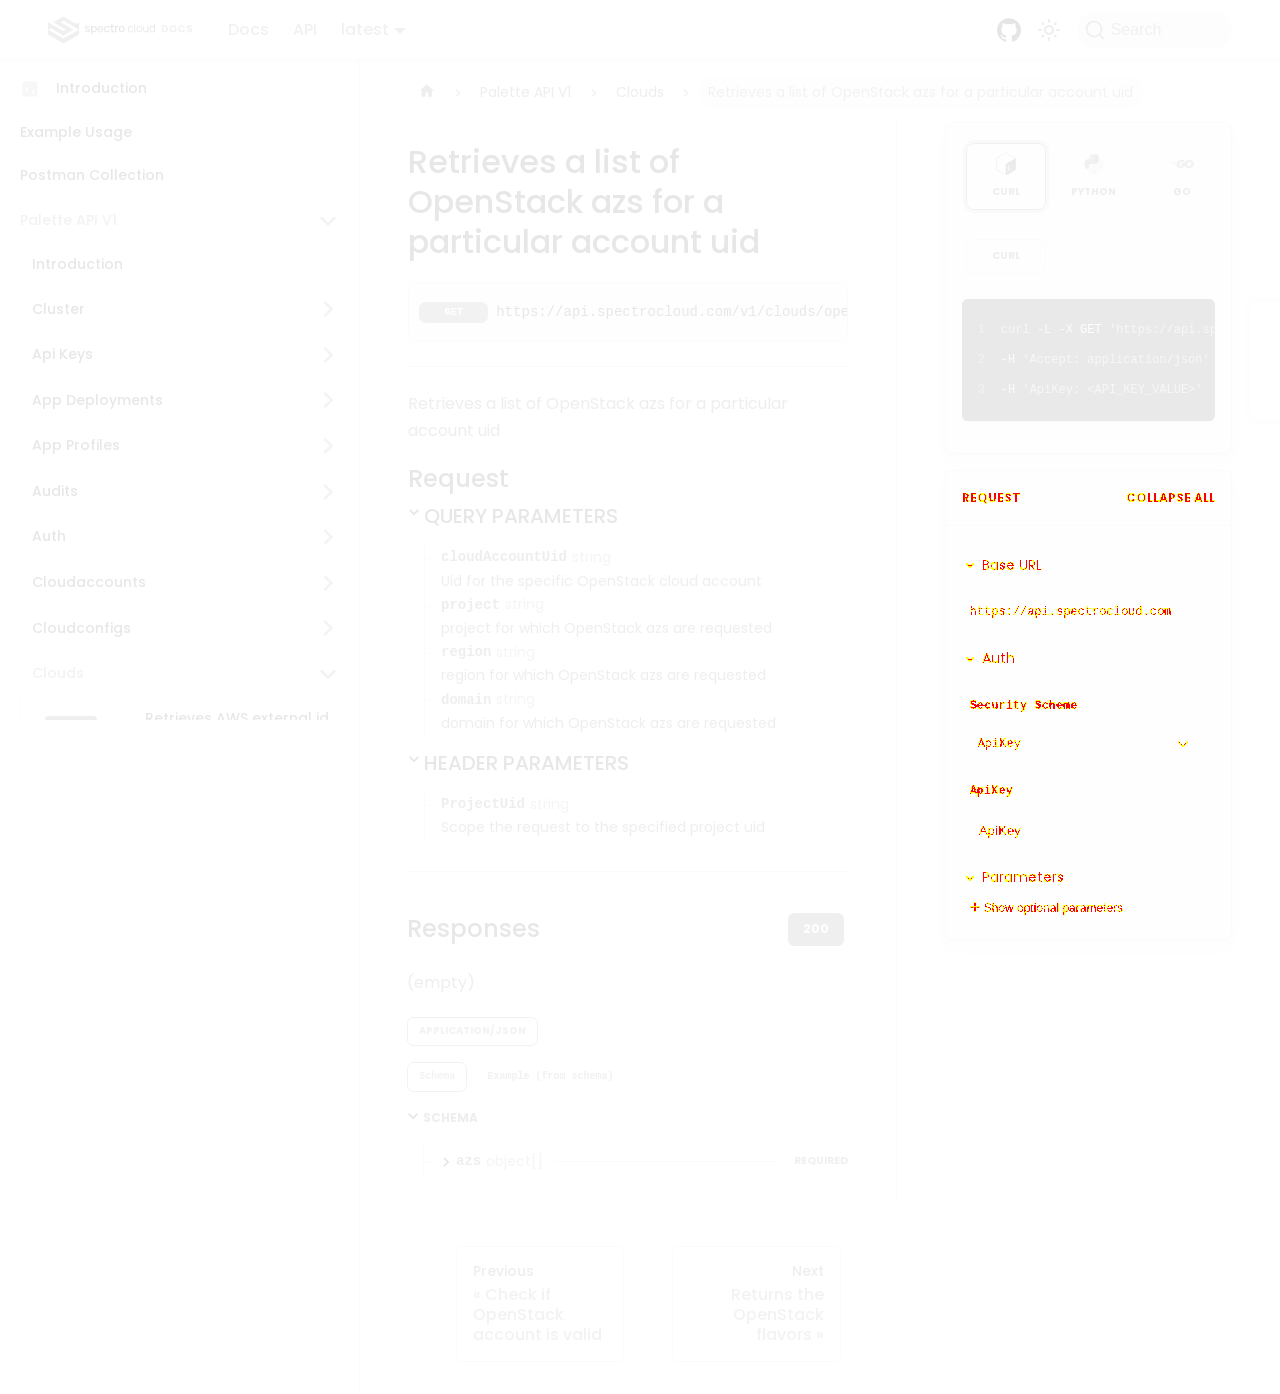 spectro cloud DOCS
Docs
API
latest
Search
Introduction
Example Usage
Postman Collection
Palette API V1
Introduction
Cluster
Api Keys
App Deployments
App Profiles
Audits
Auth
Cloudaccounts
Cloudconfigs
Clouds
Retrieves AWS external id
Palette API V1
Clouds
Retrieves a list of OpenStack azs for a particular account uid
Retrieves a list of
OpenStack azs for a
particular account uid
GET https://api.spectrocloud.com/v1/clouds/ope
Retrieves a list of OpenStack azs for a particular
account uid
Request
QUERY PARAMETERS
cloudAccountUid string
Uid for the specific OpenStack cloud account
project string
project for which OpenStack azs are requested
region string
region for which OpenStack azs are requested
domain string
domain for which OpenStack azs are requested
HEADER PARAMETERS
ProjectUid string
Scope the request to the specified project uid
Responses
200
(empty)
APPLICATION/JSON
Schema
Example (from schema)
SCHEMA
azs object[]
REQUIRED
Previous
« Check if
OpenStack
account is valid
Next
Returns the
OpenStack
flavors »
CURL
PYTHON
GO
CURL
1 curl -L -X GET 'https://api.sp
2 -H 'Accept: application/json'
3 -H 'ApiKey: <API_KEY_VALUE>'
REQUEST
COLLAPSE ALL
Base URL
https://api.spectrocloud.com
Auth
Security Scheme
ApiKey
ApiKey
ApiKey
Parameters
Show optional parameters